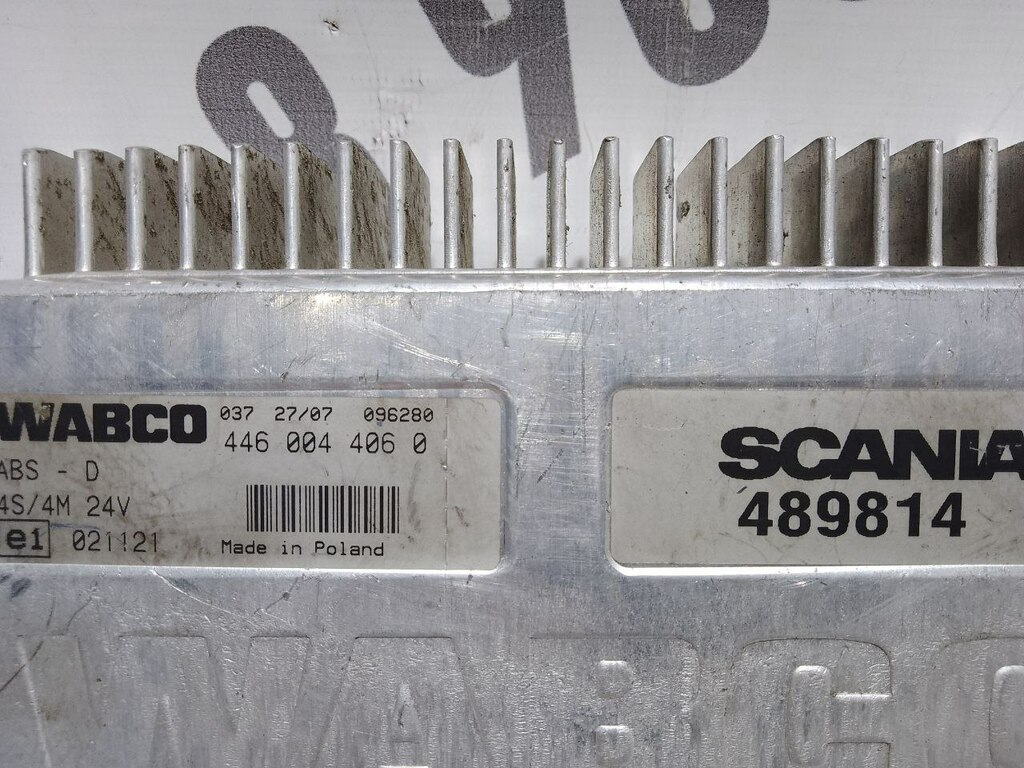 WABCO 037 27/07 096280
446 004 406 0
ABS - D
4S/4M 24V
e1 021121
Made in Poland
SCANIA
489814
WABCO